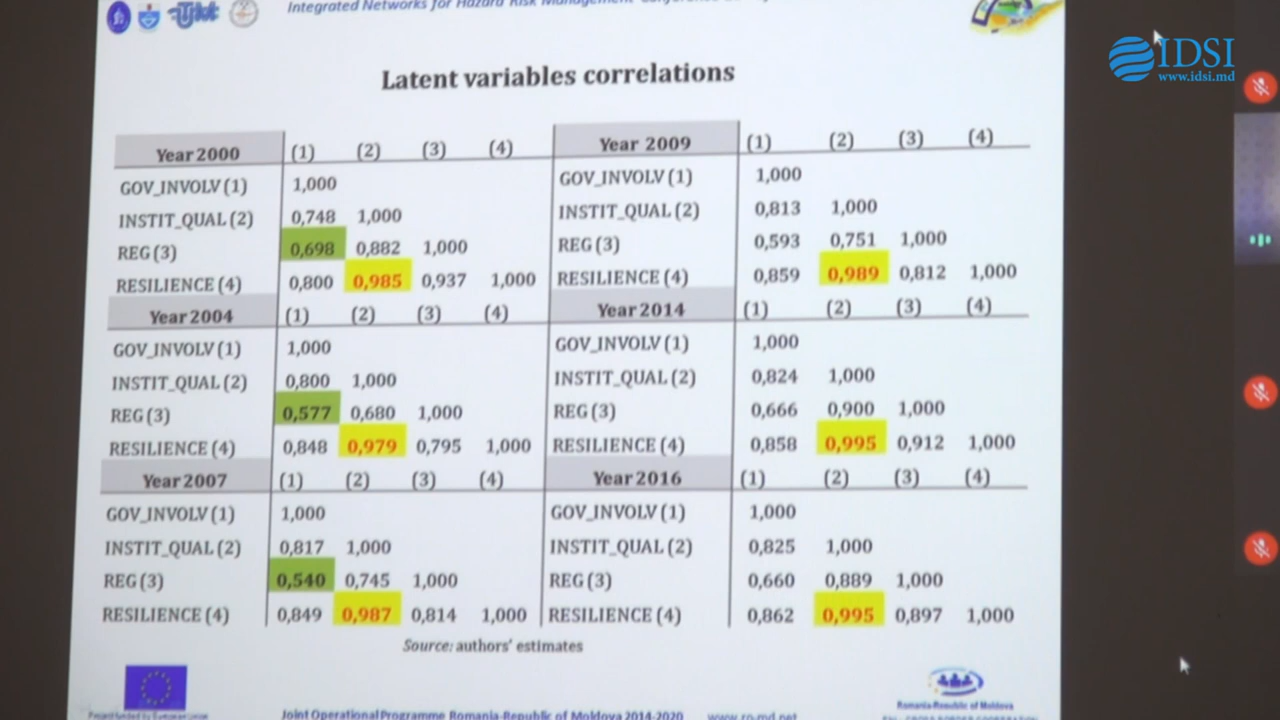 Integrated Networks for Hazard Risk Management
IDSI
www.idsi.md
Latent variables correlations
Year 2000 (1) (2) (3) (4)
GOV_INVOLV (1) 1,000
INSTIT_QUAL (2) 0,748 1,000
REG (3) 0,698 0,882 1,000
RESILIENCE (4) 0,800 0,985 0,937 1,000
Year 2004 (1) (2) (3) (4)
GOV_INVOLV (1) 1,000
INSTIT_QUAL (2) 0,800 1,000
REG (3) 0,577 0,680 1,000
RESILIENCE (4) 0,848 0,979 0,795 1,000
Year 2007 (1) (2) (3) (4)
GOV_INVOLV (1) 1,000
INSTIT_QUAL (2) 0,817 1,000
REG (3) 0,540 0,745 1,000
RESILIENCE (4) 0,849 0,987 0,814 1,000
Year 2009 (1) (2) (3) (4)
GOV_INVOLV (1) 1,000
INSTIT_QUAL (2) 0,813 1,000
REG (3) 0,593 0,751 1,000
RESILIENCE (4) 0,859 0,989 0,812 1,000
Year 2014 (1) (2) (3) (4)
GOV_INVOLV (1) 1,000
INSTIT_QUAL (2) 0,824 1,000
REG (3) 0,666 0,900 1,000
RESILIENCE (4) 0,858 0,995 0,912 1,000
Year 2016 (1) (2) (3) (4)
GOV_INVOLV (1) 1,000
INSTIT_QUAL (2) 0,825 1,000
REG (3) 0,660 0,889 1,000
RESILIENCE (4) 0,862 0,995 0,897 1,000
Source: authors' estimates
Romania-Republic of Moldova
Joint Operational Programme Romania-Republic of Moldova 2014-2020 www.ro-md.net